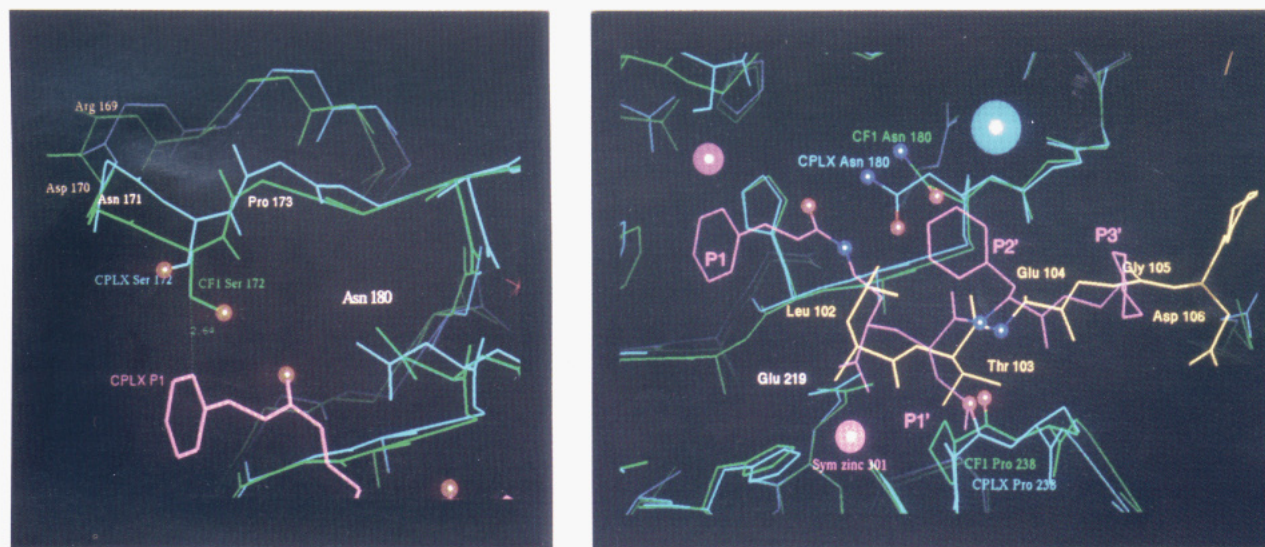 Arg 169
Asp 170
Asn 171
Pro 173
CPLX Ser 172
CF1 Ser 172
Asn 180
CPLX P1
CF1 Asn 180
CPLX Asn 180
P1
P2'
P3'
Glu 104
Gly 105
Leu 102
Asp 106
Glu 219
Thr 103
P1'
Sym zinc 301
CF1 Pro 238
CPLX Pro 238